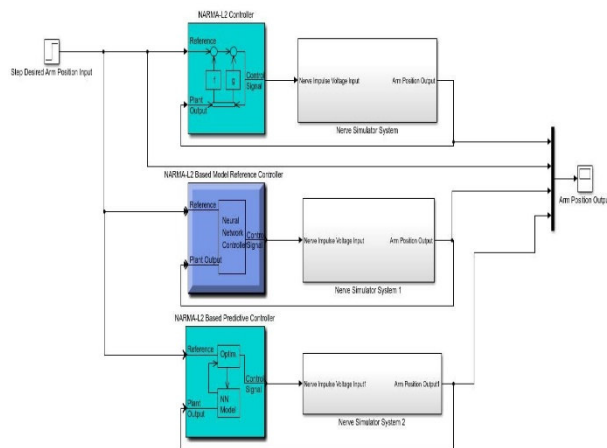 NARMA-L2 Controller
Reference
f
g
Control
Signal
Plant
Output
Step Desired Arm Position Input
Nerve Impulse Voltage Input
Arm Position Output
Nerve Simulator System
NARMA-L2 Based Model Reference Controller
Reference
Neural
Network
Controller
Control
Signal
Plant Output
Nerve Impulse Voltage Input
Arm Position Output
Nerve Simulator System 1
Arm Position Output
NARMA-L2 Based Predictive Controller
Reference
Optim.
Control
Signal
NN
Model
Plant
Output
Nerve Impulse Voltage Input1
Arm Position Output1
Nerve Simulator System 2